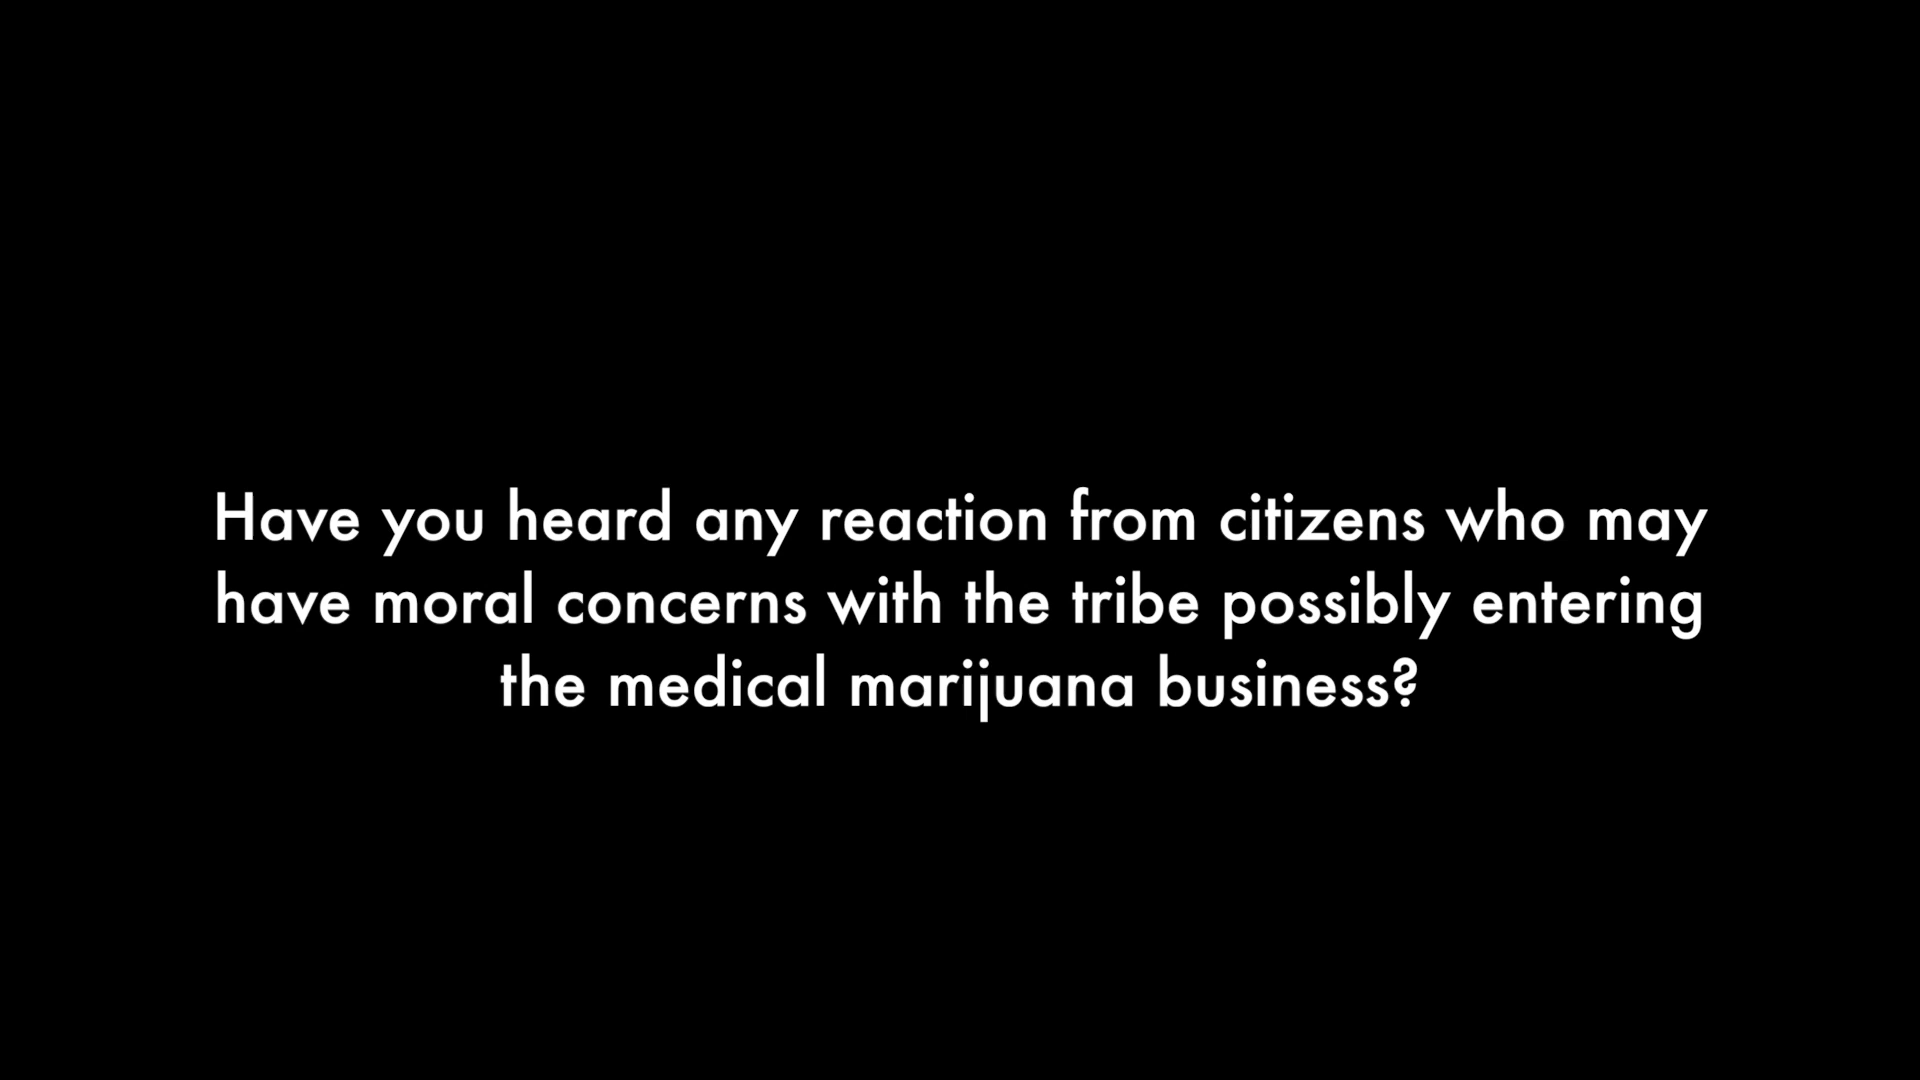 Have you heard any reaction from citizens who may
have moral concerns with the tribe possibly entering
the medical marijuana business?